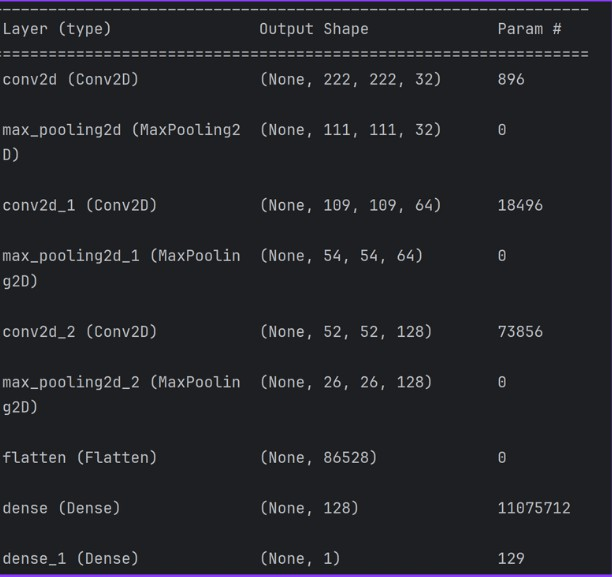 Layer (type) Output Shape Param #
=================================================================
conv2d (Conv2D) (None, 222, 222, 32) 896
max_pooling2d (MaxPooling2 (None, 111, 111, 32) 0
D)
conv2d_1 (Conv2D) (None, 109, 109, 64) 18496
max_pooling2d_1 (MaxPoolin (None, 54, 54, 64) 0
g2D)
conv2d_2 (Conv2D) (None, 52, 52, 128) 73856
max_pooling2d_2 (MaxPoolin (None, 26, 26, 128) 0
g2D)
flatten (Flatten) (None, 86528) 0
dense (Dense) (None, 128) 11075712
dense_1 (Dense) (None, 1) 129